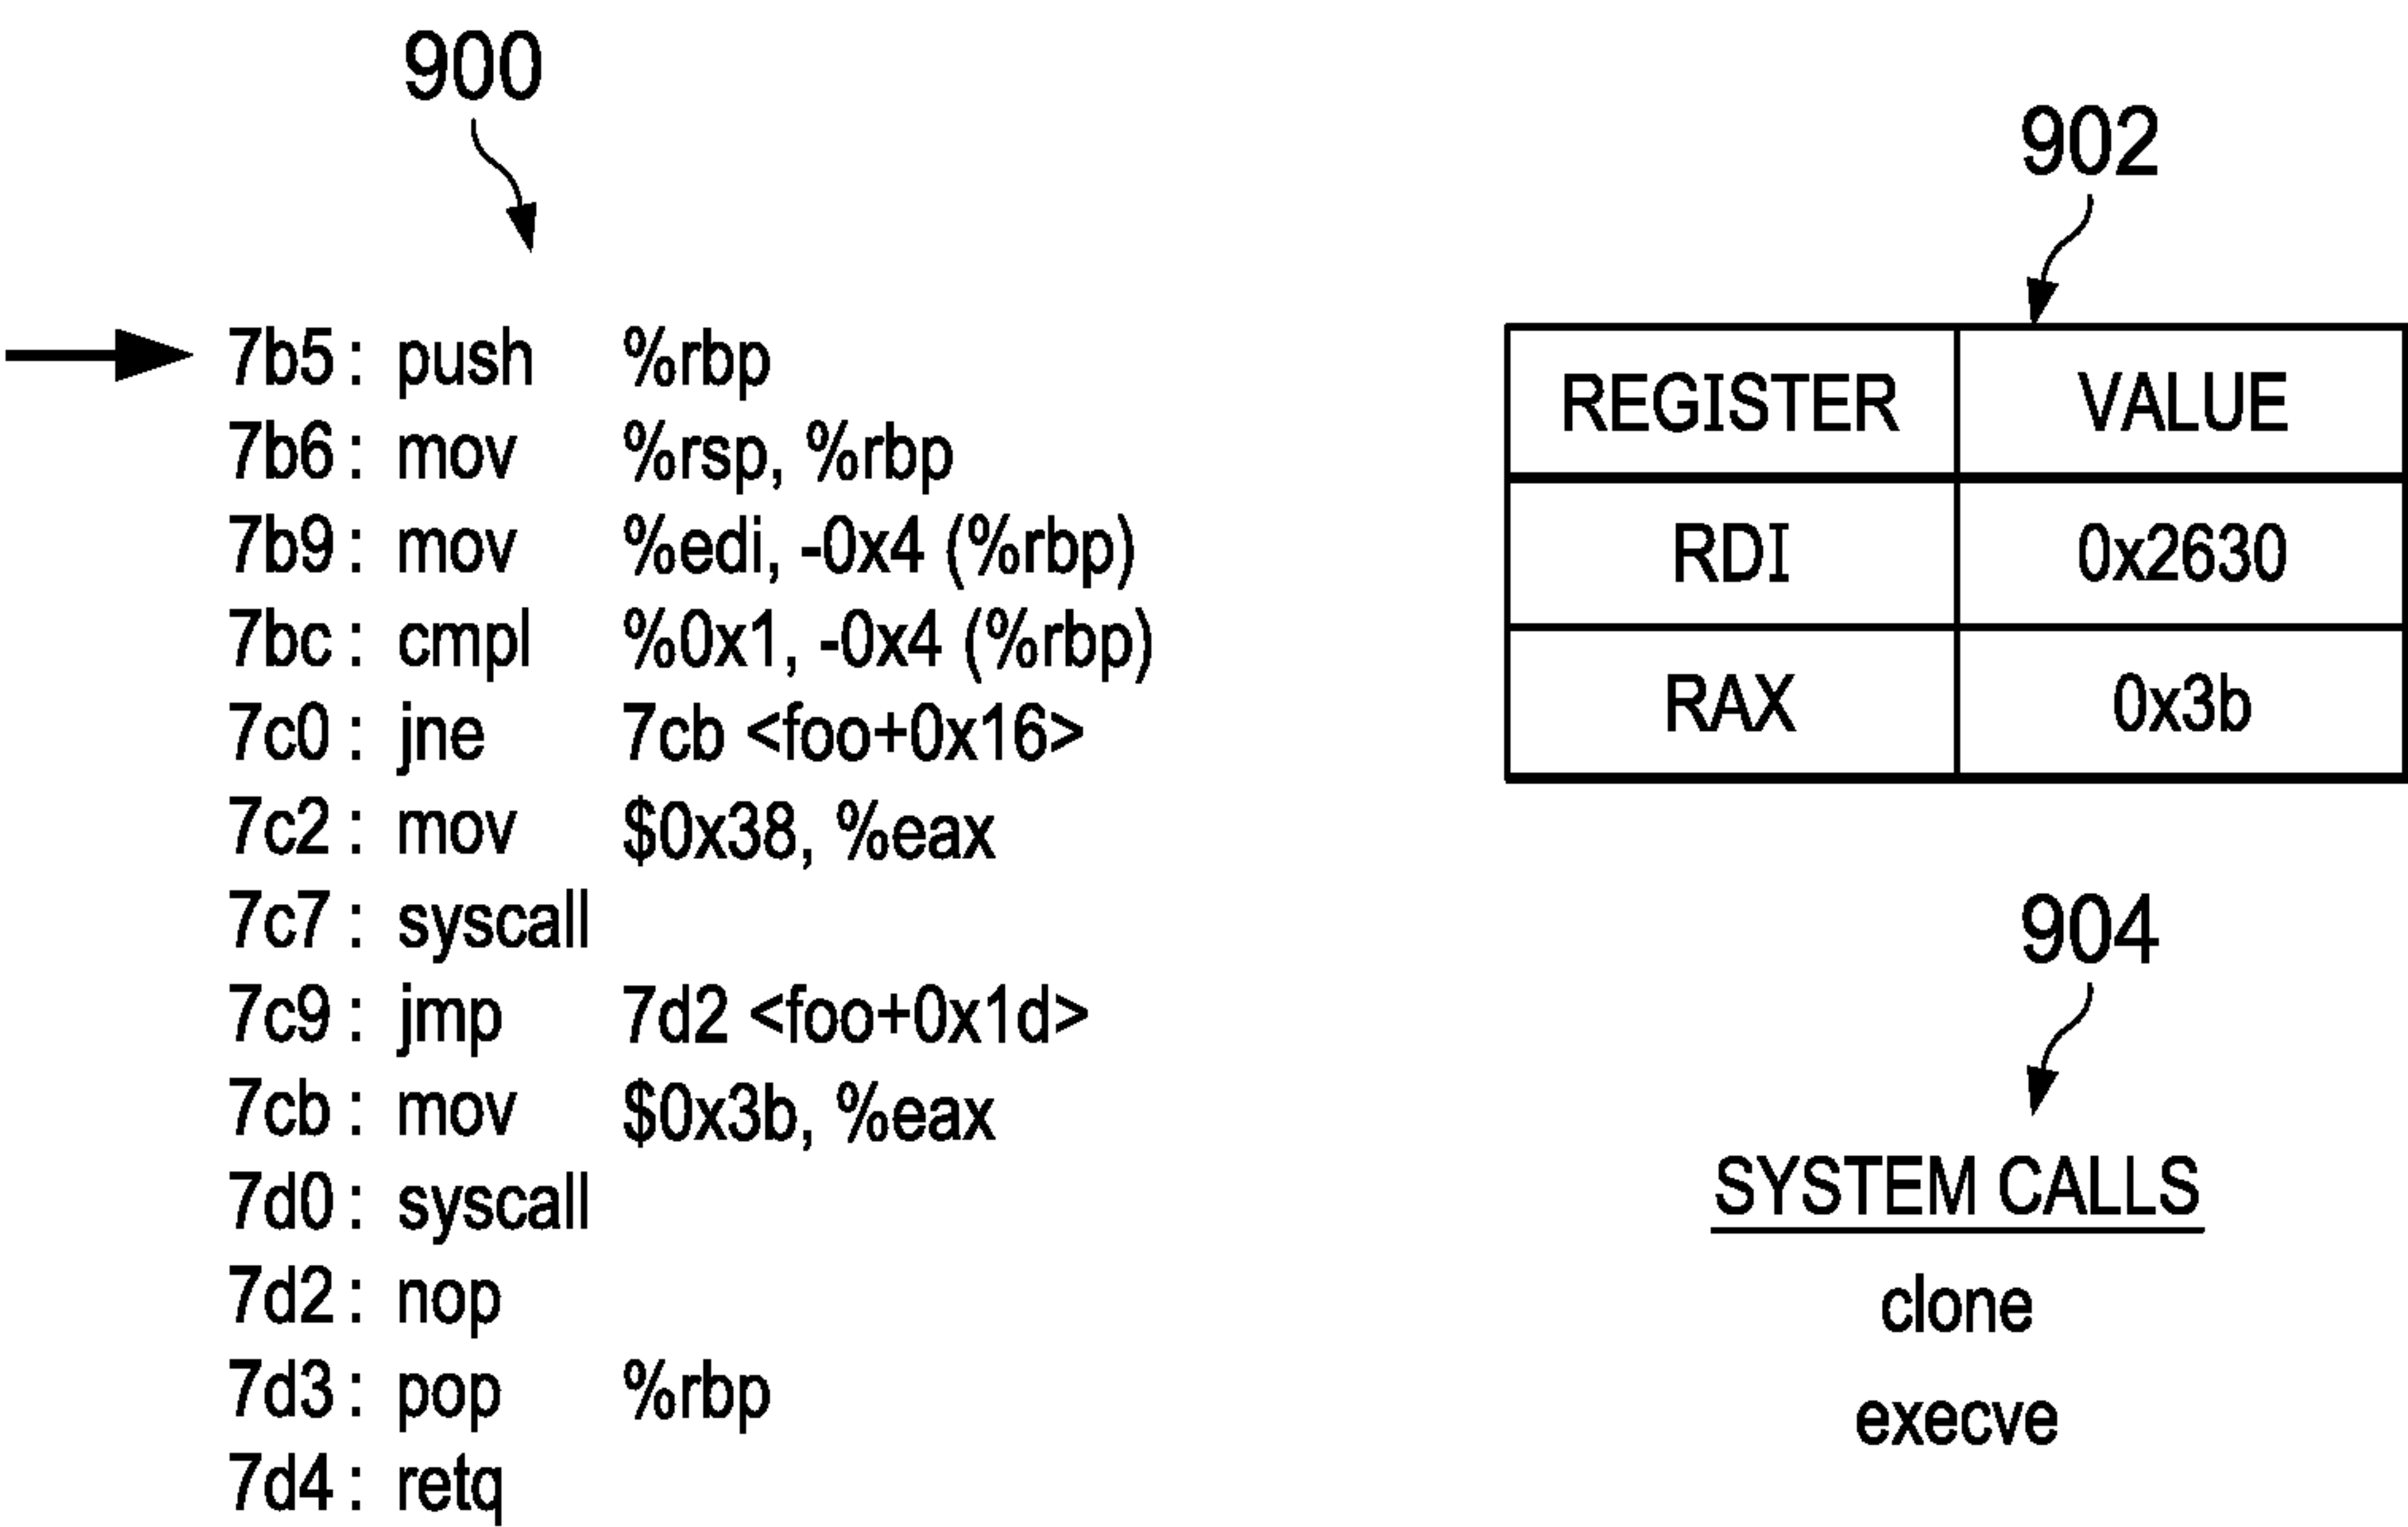 900
7b5 : push %rbp
7b6 : mov %rsp, %rbp
7b9 : mov %edi, -0x4 (%rbp)
7bc : cmpl %0x1, -0x4 (%rbp)
7c0 : jne 7cb <foo+0x16>
7c2 : mov $0x38, %eax
7c7 : syscall
7c9 : jmp 7d2 <foo+0x1d>
7cb : mov $0x3b, %eax
7d0 : syscall
7d2 : nop
7d3 : pop %rbp
7d4 : retq
902
REGISTER VALUE
RDI 0x2630
RAX 0x3b
904
SYSTEM CALLS
clone
execve